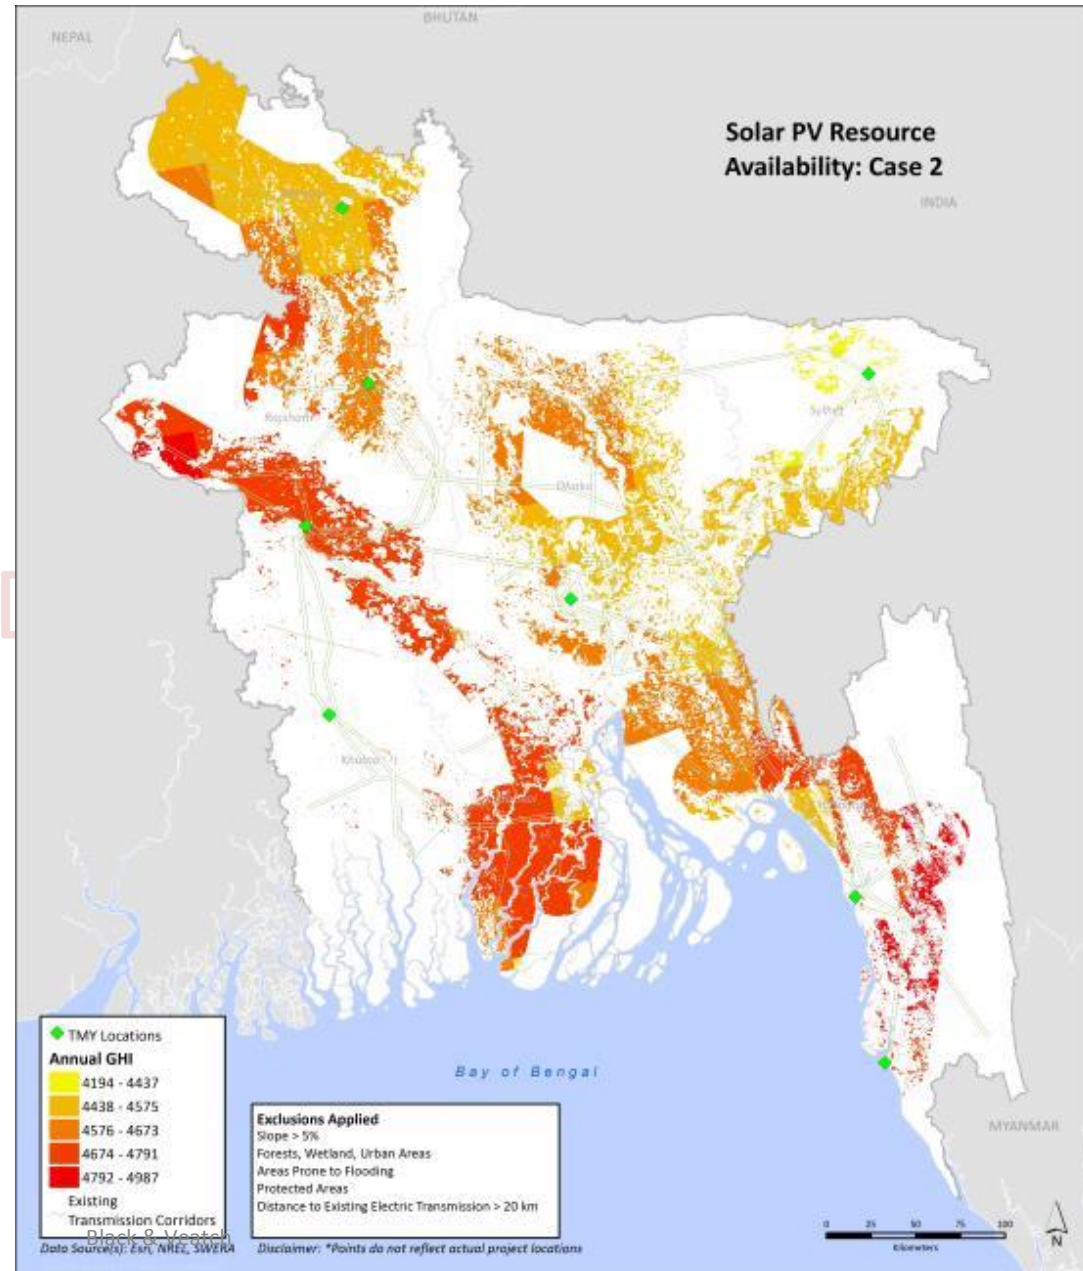 BHUTAN
NEPAL
Solar PV Resource
Availability: Case 2
INDIA
Rajshahi
Sylhet
Dhaka
Khulna
TMY Locations
Annual GHI
4194 - 4437
4438 - 4575
4576 - 4673
4674 - 4791
4792 - 4987
Existing
Transmission Corridors
Bay of Bengal
Exclusions Applied
Slope > 5%
Forests, Wetland, Urban Areas
Areas Prone to Flooding
Protected Areas
Distance to Existing Electric Transmission > 20 km
MYANMAR
0 25 50 75 100
Kilometers
N
Black & Veatch
Data Source(s): Esri, NREL, SWERA
Disclaimer: *Points do not reflect actual project locations